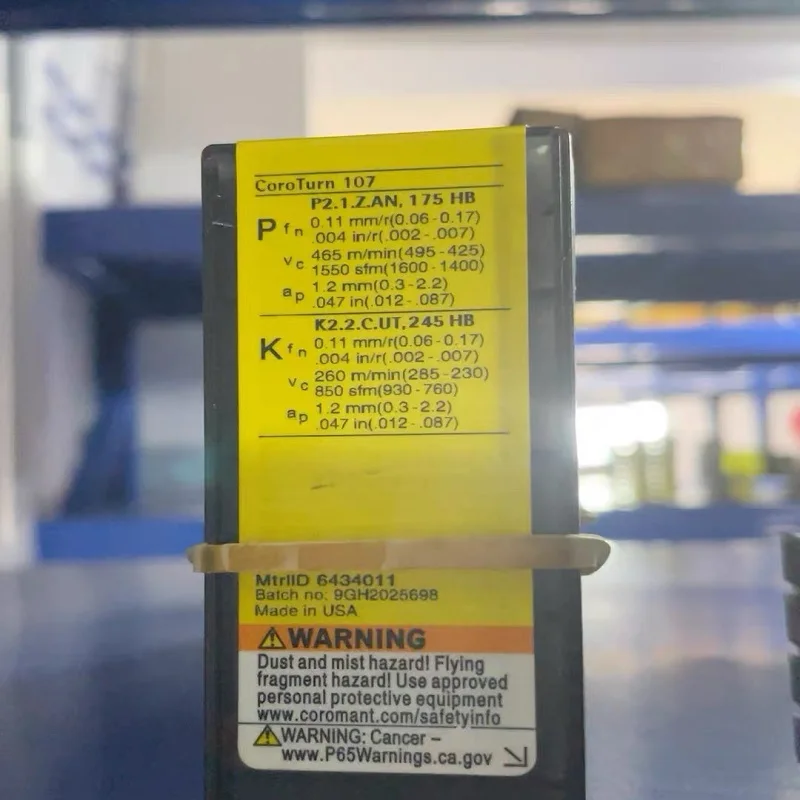 CoroTurn 107
P2.1.Z.AN, 175 HB
P fn 0.11 mm/r(0.06 - 0.17)
.004 in/r(.002 - .007)
vc 465 m/min(495 - 425)
1550 sfm(1600 - 1400)
ap 1.2 mm(0.3 - 2.2)
.047 in(.012 - .087)
K2.2.C.UT, 245 HB
K fn 0.11 mm/r(0.06 - 0.17)
.004 in/r(.002 - .007)
vc 260 m/min(285 - 230)
850 sfm(930 - 760)
ap 1.2 mm(0.3 - 2.2)
.047 in(.012 - .087)
MtrlID 6434011
Batch no: 9GH2025698
Made in USA
WARNING
Dust and mist hazard! Flying
fragment hazard! Use approved
personal protective equipment
www.coromant.com/safetyinfo
WARNING: Cancer –
www.P65Warnings.ca.gov